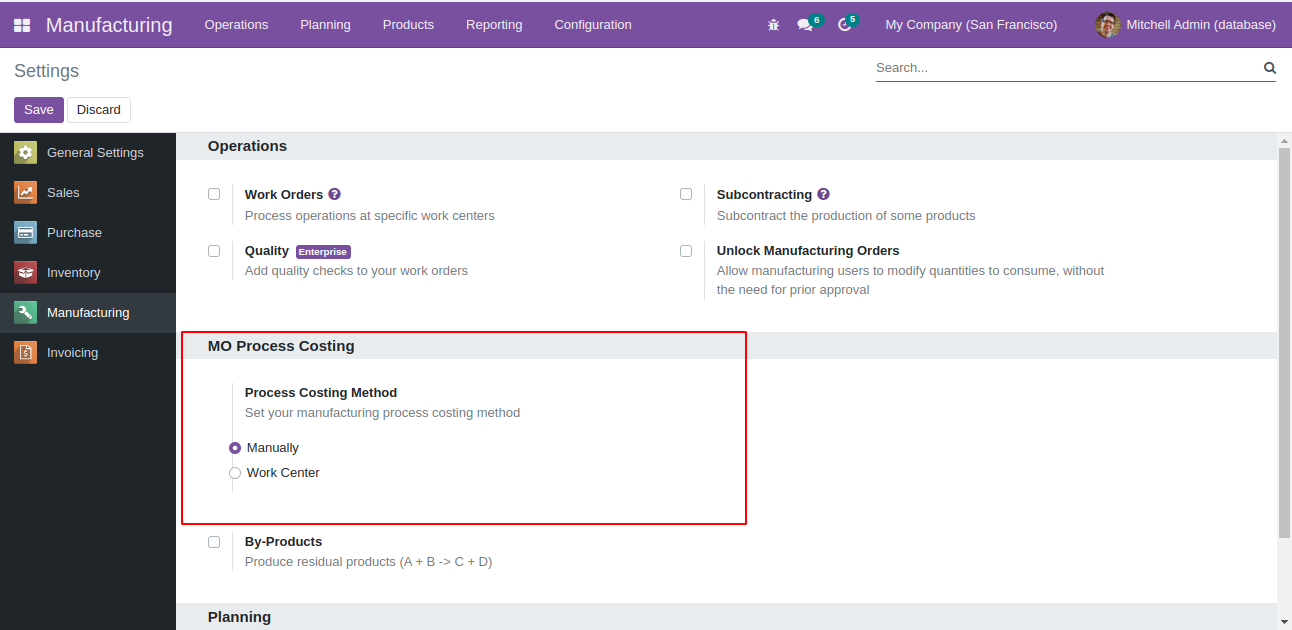 Manufacturing Operations Planning Products Reporting Configuration 6 5 My Company (San Francisco) Mitchell Admin (database)
Settings
Search...
Save Discard
General Settings
Sales
Purchase
Inventory
Manufacturing
Invoicing
Operations
Work Orders ?
Process operations at specific work centers
Subcontracting ?
Subcontract the production of some products
Quality Enterprise
Add quality checks to your work orders
Unlock Manufacturing Orders
Allow manufacturing users to modify quantities to consume, without
the need for prior approval
MO Process Costing
Process Costing Method
Set your manufacturing process costing method
Manually
Work Center
By-Products
Produce residual products (A + B -> C + D)
Planning